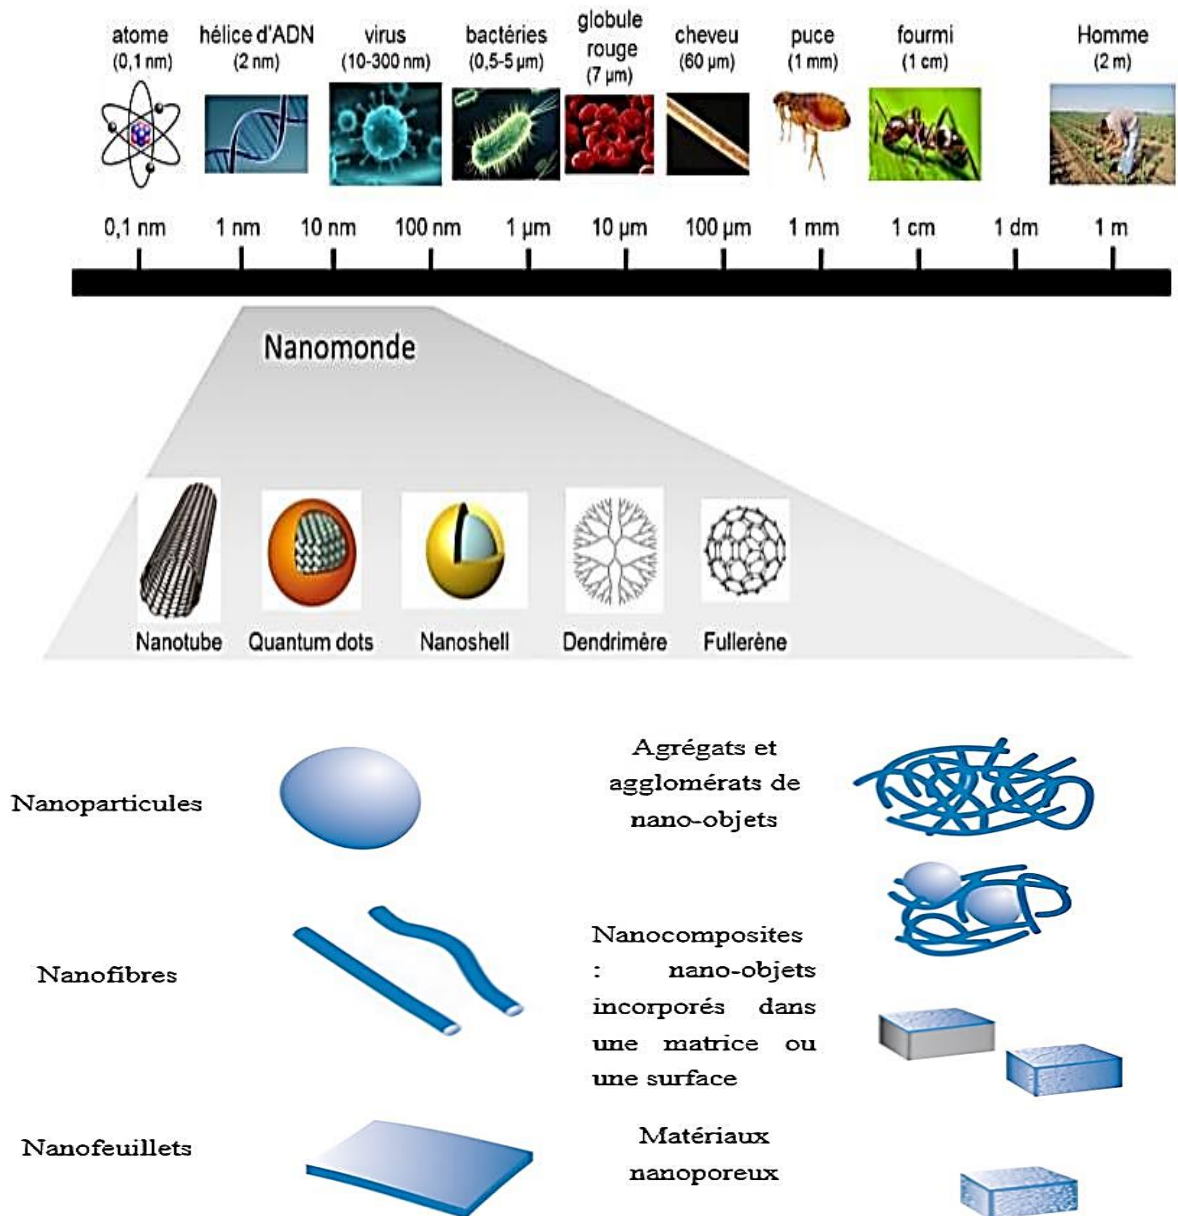 atome
(0,1 nm)
hélice d'ADN
(2 nm)
virus
(10-300 nm)
bactéries
(0,5-5 µm)
globule
rouge
(7 µm)
cheveu
(60 µm)
puce
(1 mm)
fourmi
(1 cm)
Homme
(2 m)
0,1 nm 1 nm 10 nm 100 nm 1 µm 10 µm 100 µm 1 mm 1 cm 1 dm 1 m
Nanomonde
Nanotube Quantum dots Nanoshell Dendrimère Fullerène
Nanoparticules
Nanofibres
Nanofeuillets
Agrégats et
agglomérats de
nano-objets
Nanocomposites
: nano-objets
incorporés dans
une matrice ou
une surface
Matériaux
nanoporeux